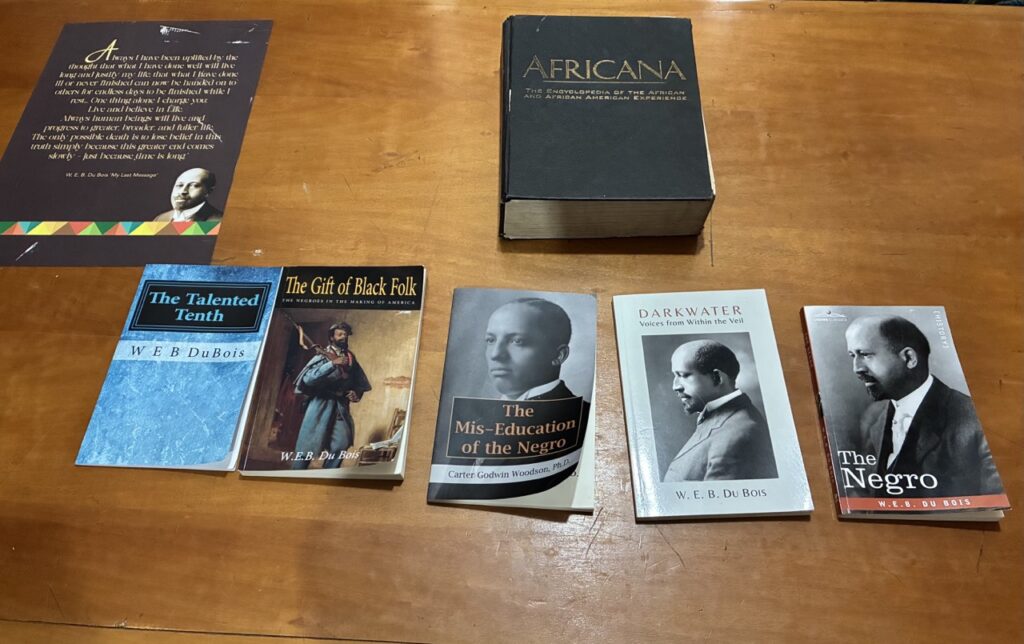 Always I have been uplifted by the
thought that what I have done well will live
long and justify my life; that what I have done
ill or never finished can now be handed on to
others for endless days to be finished while I
rest... One thing alone I charge you.
Live and believe in Life.
Always human beings will live and
progress to greater, broader, and fuller life.
The only possible death is to lose belief in this
truth simply because this greater end comes
slowly - just because time is long"
W. E. B. Du Bois 'My Last Message'
AFRICANA
THE ENCYCLOPEDIA OF THE AFRICAN
AND AFRICAN AMERICAN EXPERIENCE
The Talented
Tenth
W E B DuBois
The Gift of Black Folk
THE NEGROES IN THE MAKING OF AMERICA
W.E.B. Du Bois
The
Mis-Education
of the Negro
Carter Godwin Woodson, Ph.D.
DARKWATER
Voices from Within the Veil
W. E. B. DU BOIS
[HISTORY]
The
Negro
W.E.B. DU BOIS